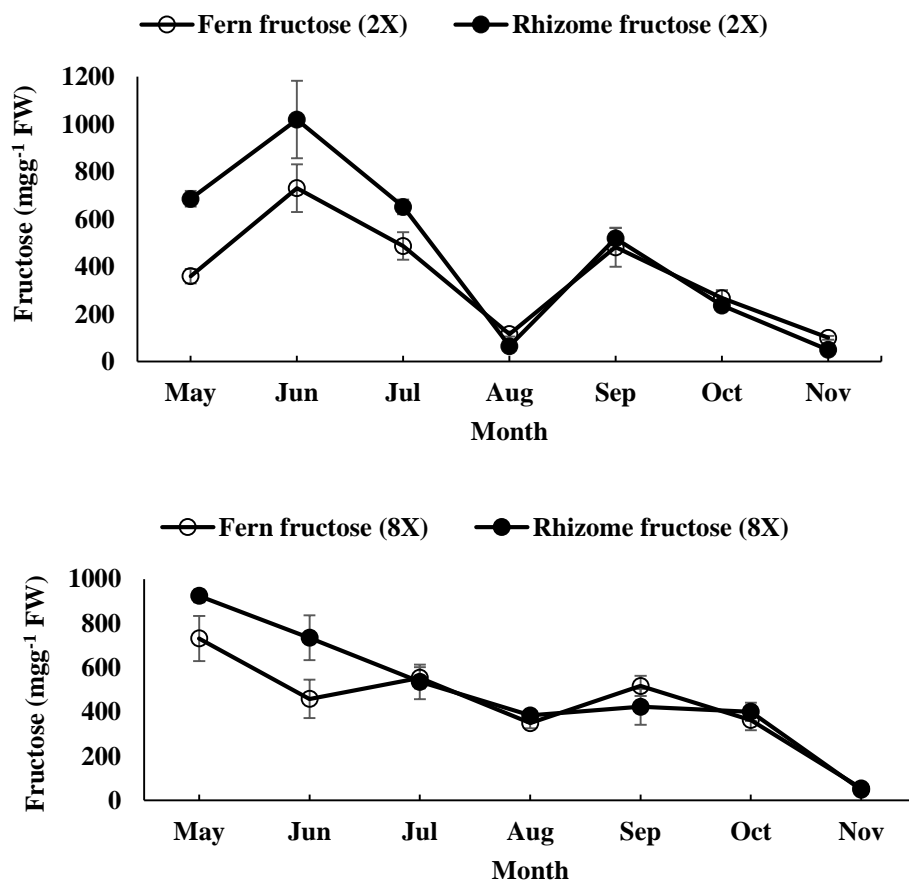 Fern fructose (2X) Rhizome fructose (2X)
Fructose (mgg-1 FW)
1200
1000
800
600
400
200
0
May Jun Jul Aug Sep Oct Nov
Month
Fern fructose (8X) Rhizome fructose (8X)
Fructose (mgg-1 FW)
1000
800
600
400
200
0
May Jun Jul Aug Sep Oct Nov
Month